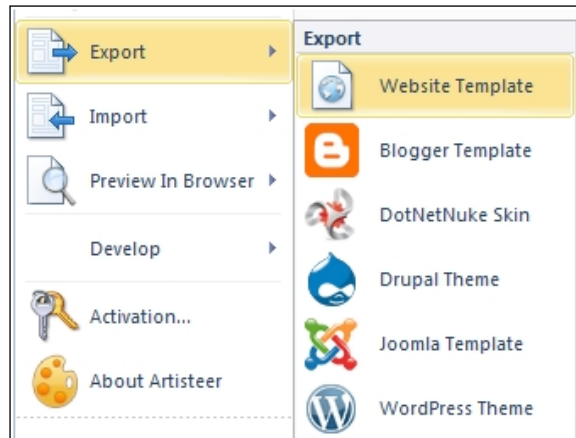 Export
Import
Preview In Browser
Develop
Activation...
About Artisteer
Export
Website Template
Blogger Template
DotNetNuke Skin
Drupal Theme
Joomla Template
WordPress Theme